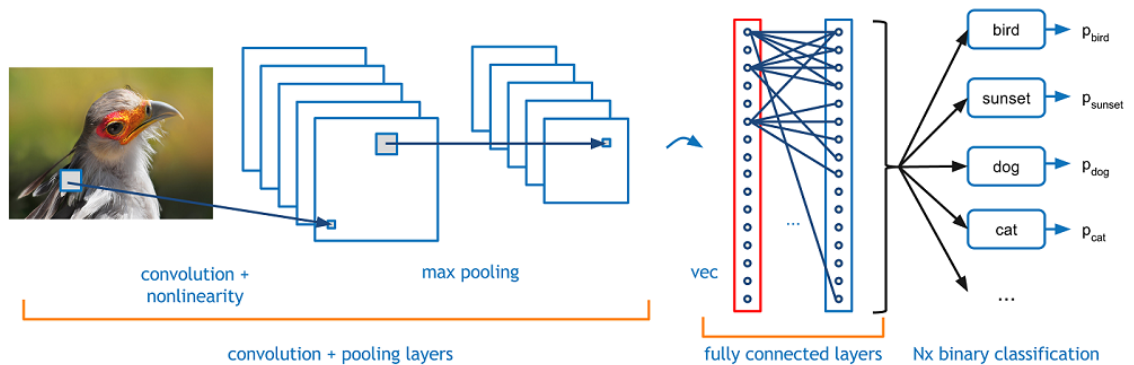 bird
p_bird
sunset
p_sunset
dog
p_dog
cat
p_cat
...
...
convolution +
nonlinearity
max pooling
vec
convolution + pooling layers
fully connected layers
Nx binary classification